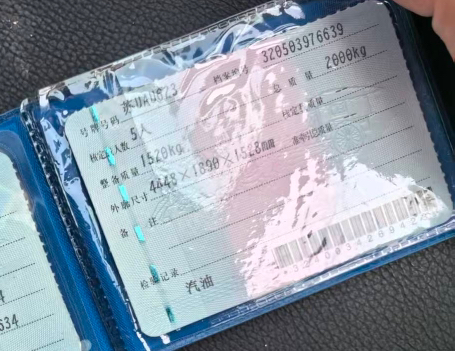 号牌号码 苏UA0823 档案编号 320503976639
核定载人数 5人 总质量 2000kg
整备质量 1520kg 核定载质量
外廓尺寸 4448×1890×1528mm 准牵引总质量
备注
检验记录
汽油
4
634